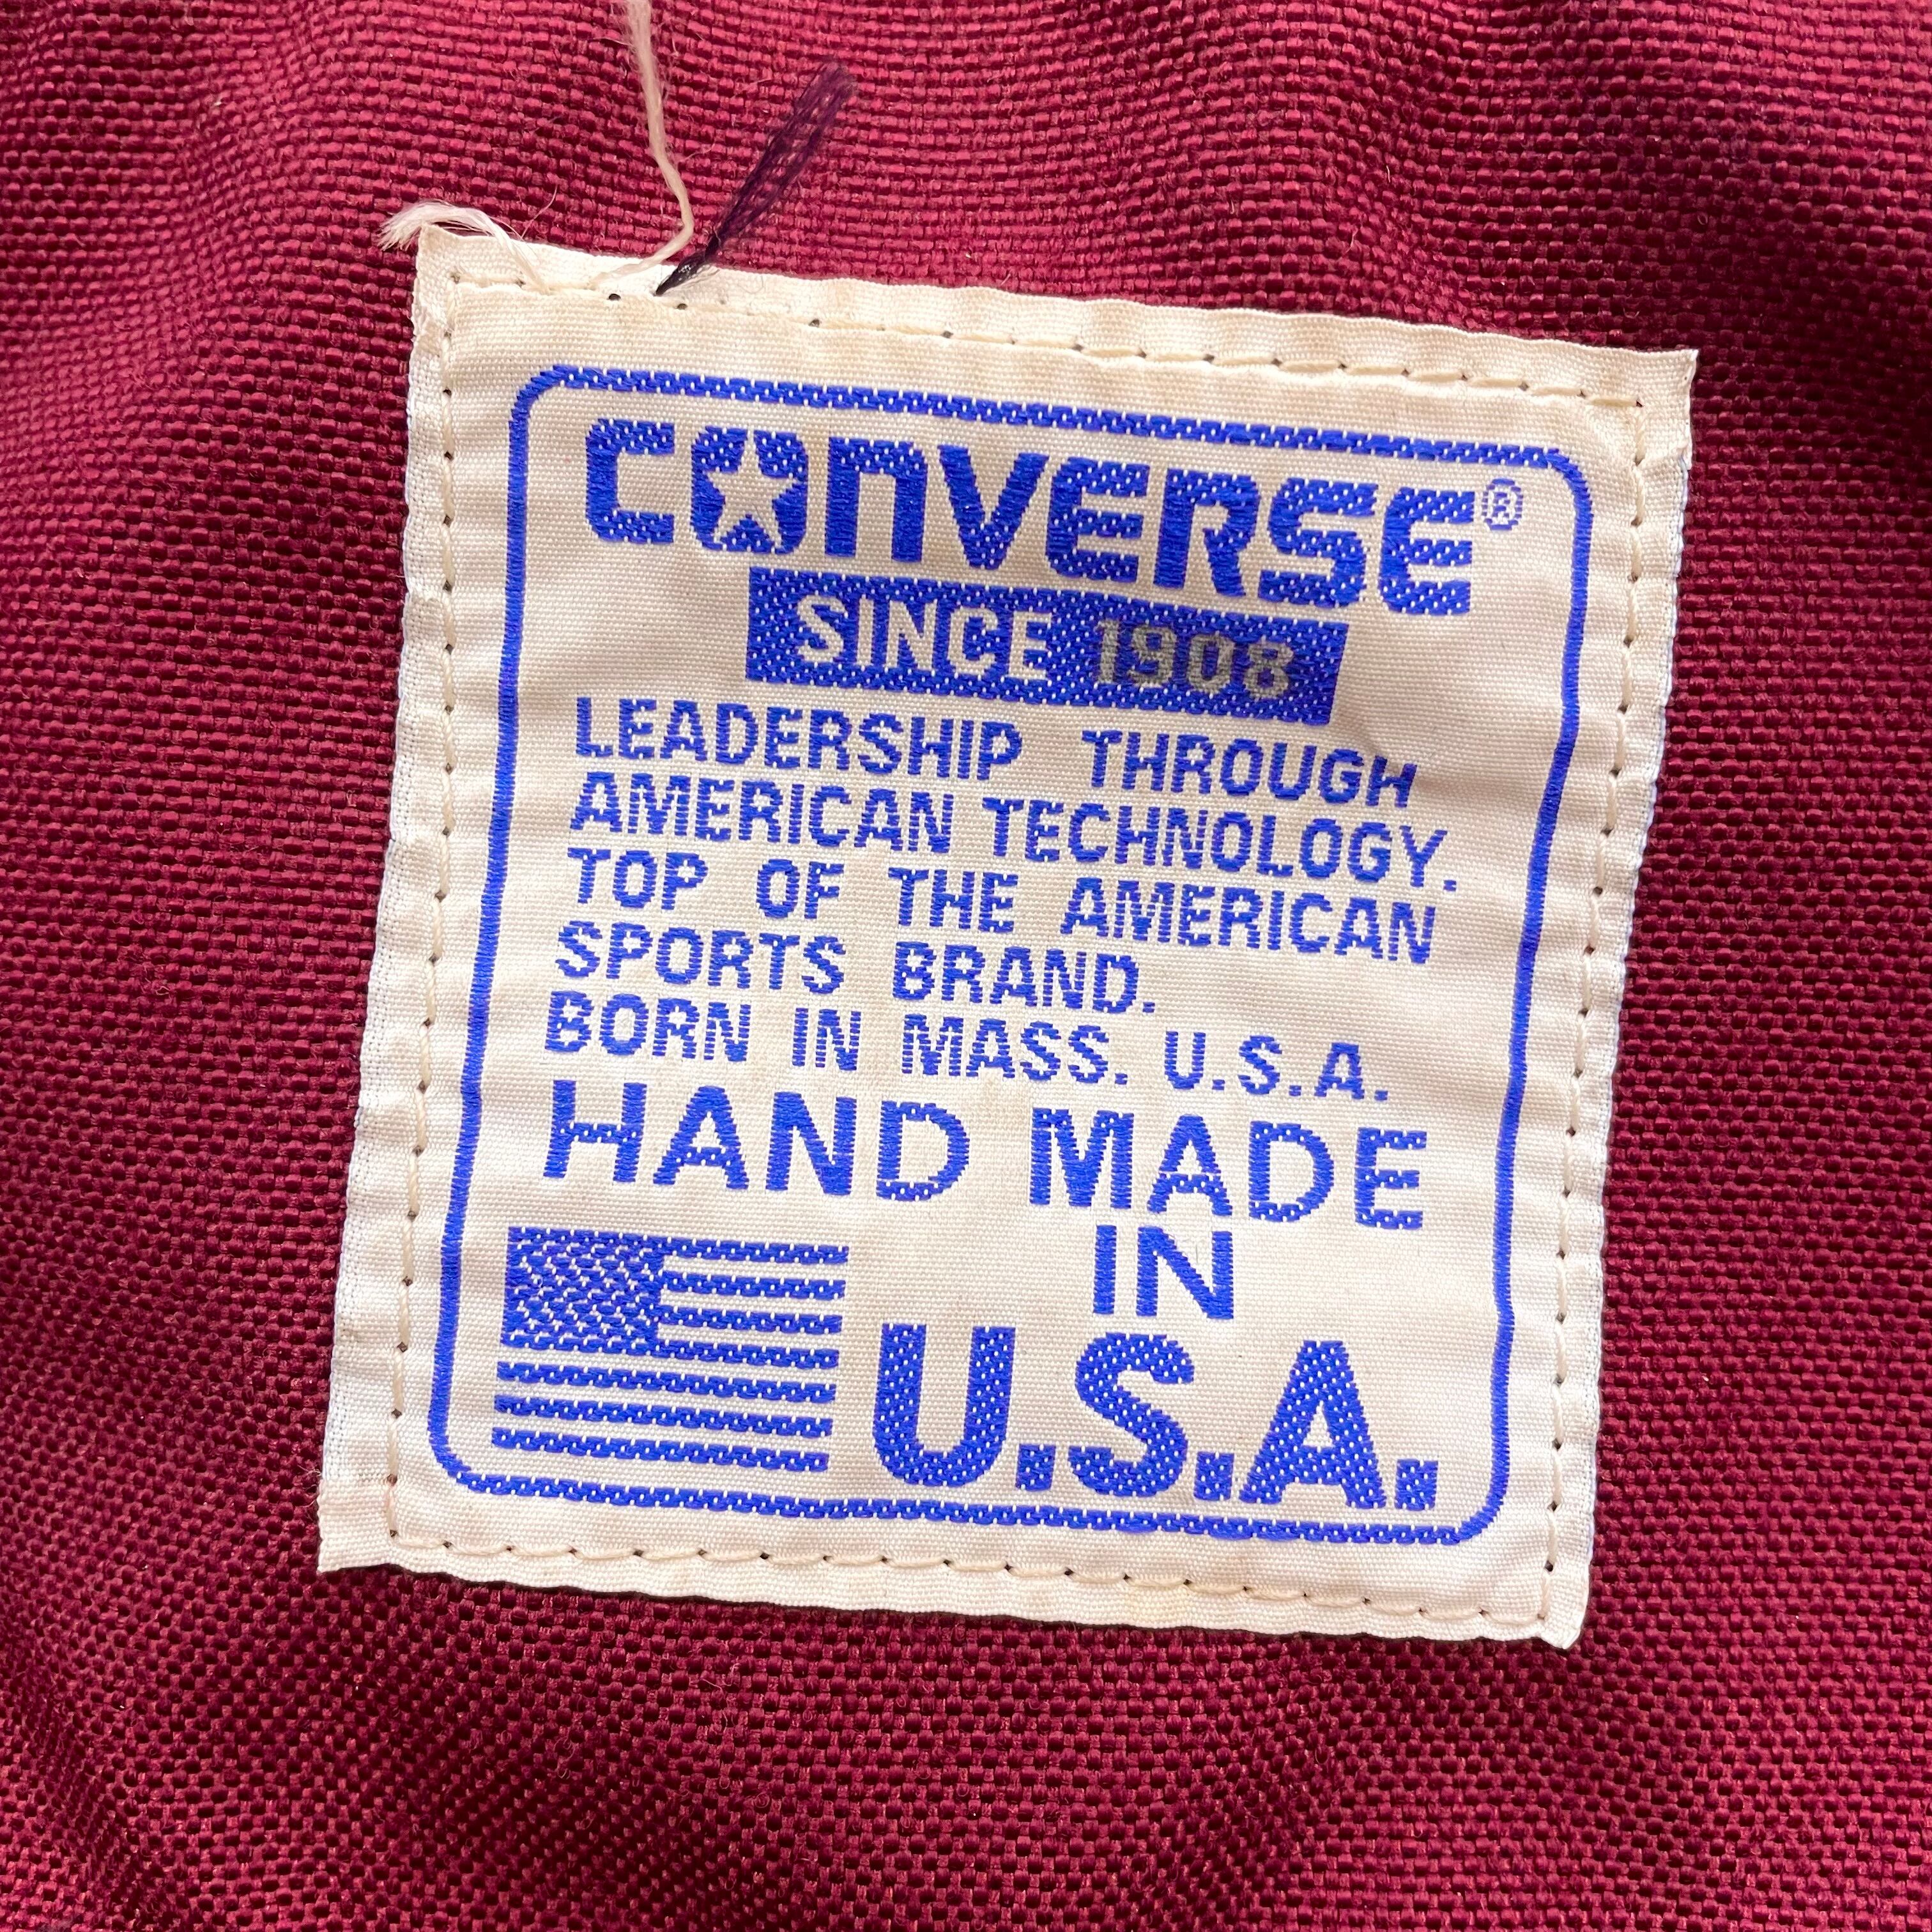 CONVERSE®
SINCE 1908
LEADERSHIP THROUGH
AMERICAN TECHNOLOGY.
TOP OF THE AMERICAN
SPORTS BRAND.
BORN IN MASS. U.S.A.
HAND MADE
IN
U.S.A.